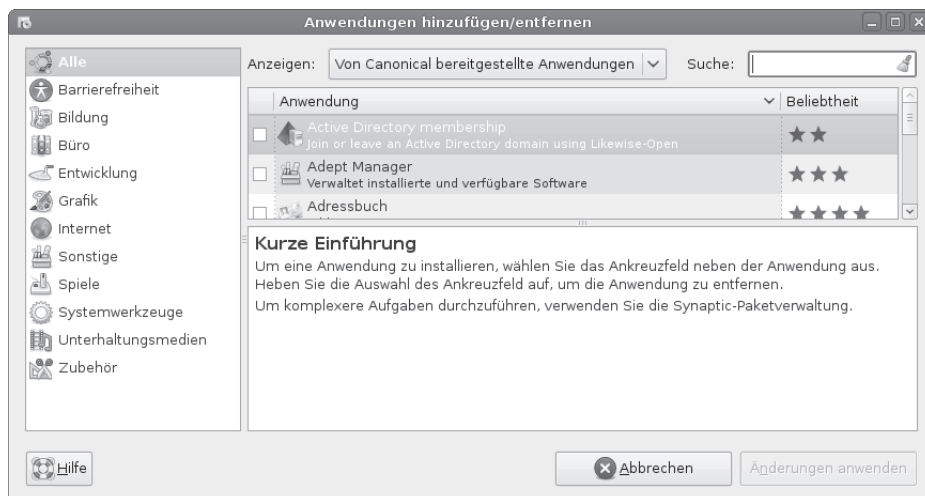 Anwendungen hinzufügen/entfernen
Alle
Barrierefreiheit
Bildung
Büro
Entwicklung
Grafik
Internet
Sonstige
Spiele
Systemwerkzeuge
Unterhaltungsmedien
Zubehör
Anzeigen: Von Canonical bereitgestellte Anwendungen Suche:
Anwendung Beliebtheit
Active Directory membership
Join or leave an Active Directory domain using Likewise-Open
Adept Manager
Verwaltet installierte und verfügbare Software
Adressbuch
Kurze Einführung
Um eine Anwendung zu installieren, wählen Sie das Ankreuzfeld neben der Anwendung aus.
Heben Sie die Auswahl des Ankreuzfeld auf, um die Anwendung zu entfernen.
Um komplexere Aufgaben durchzuführen, verwenden Sie die Synaptic-Paketverwaltung.
Hilfe Abbrechen Änderungen anwenden